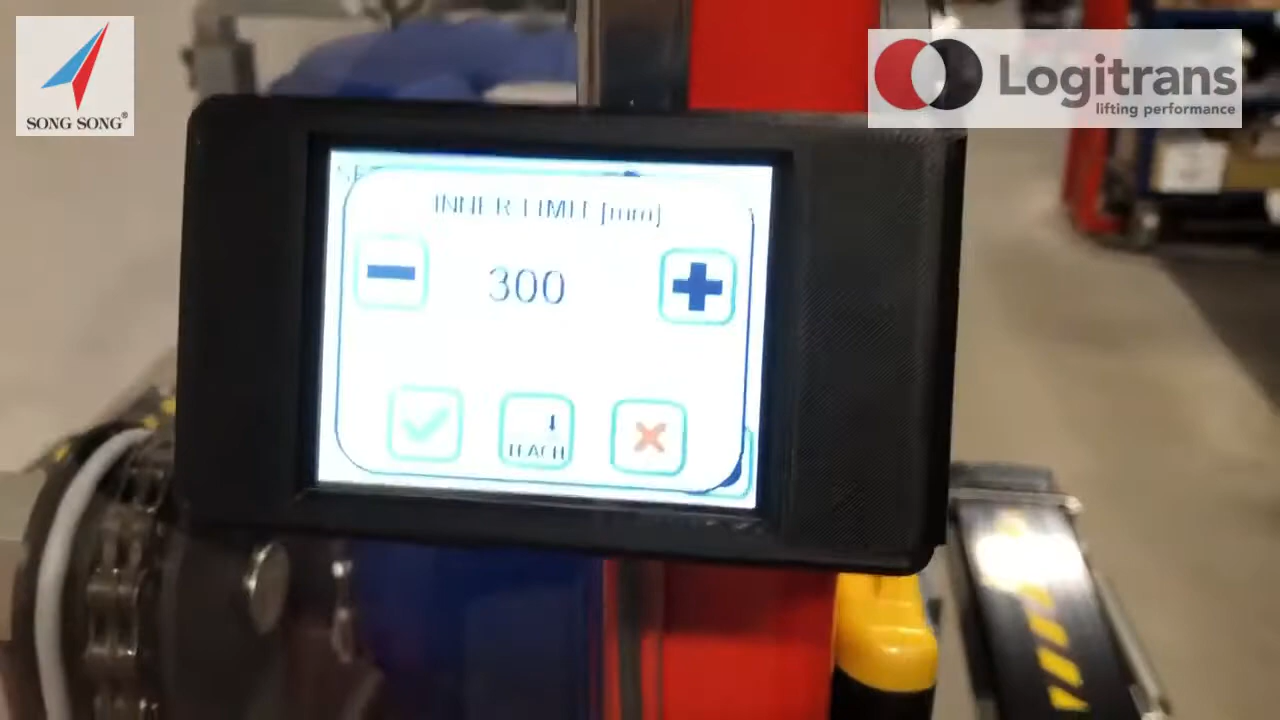 SONG SONG®
Logitrans
lifting performance
INNER LIMIT [mm]
300
TEACH